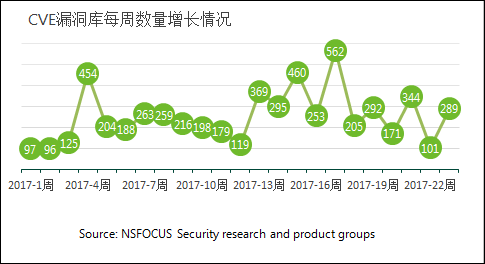 CVE漏洞库每周数量增长情况
97 96 125 454 204 188 263 259 216 198 179 119 369 295 460 253 562 205 292 171 344 101 289
2017-1周 2017-4周 2017-7周 2017-10周 2017-13周 2017-16周 2017-19周 2017-22周
Source: NSFOCUS Security research and product groups